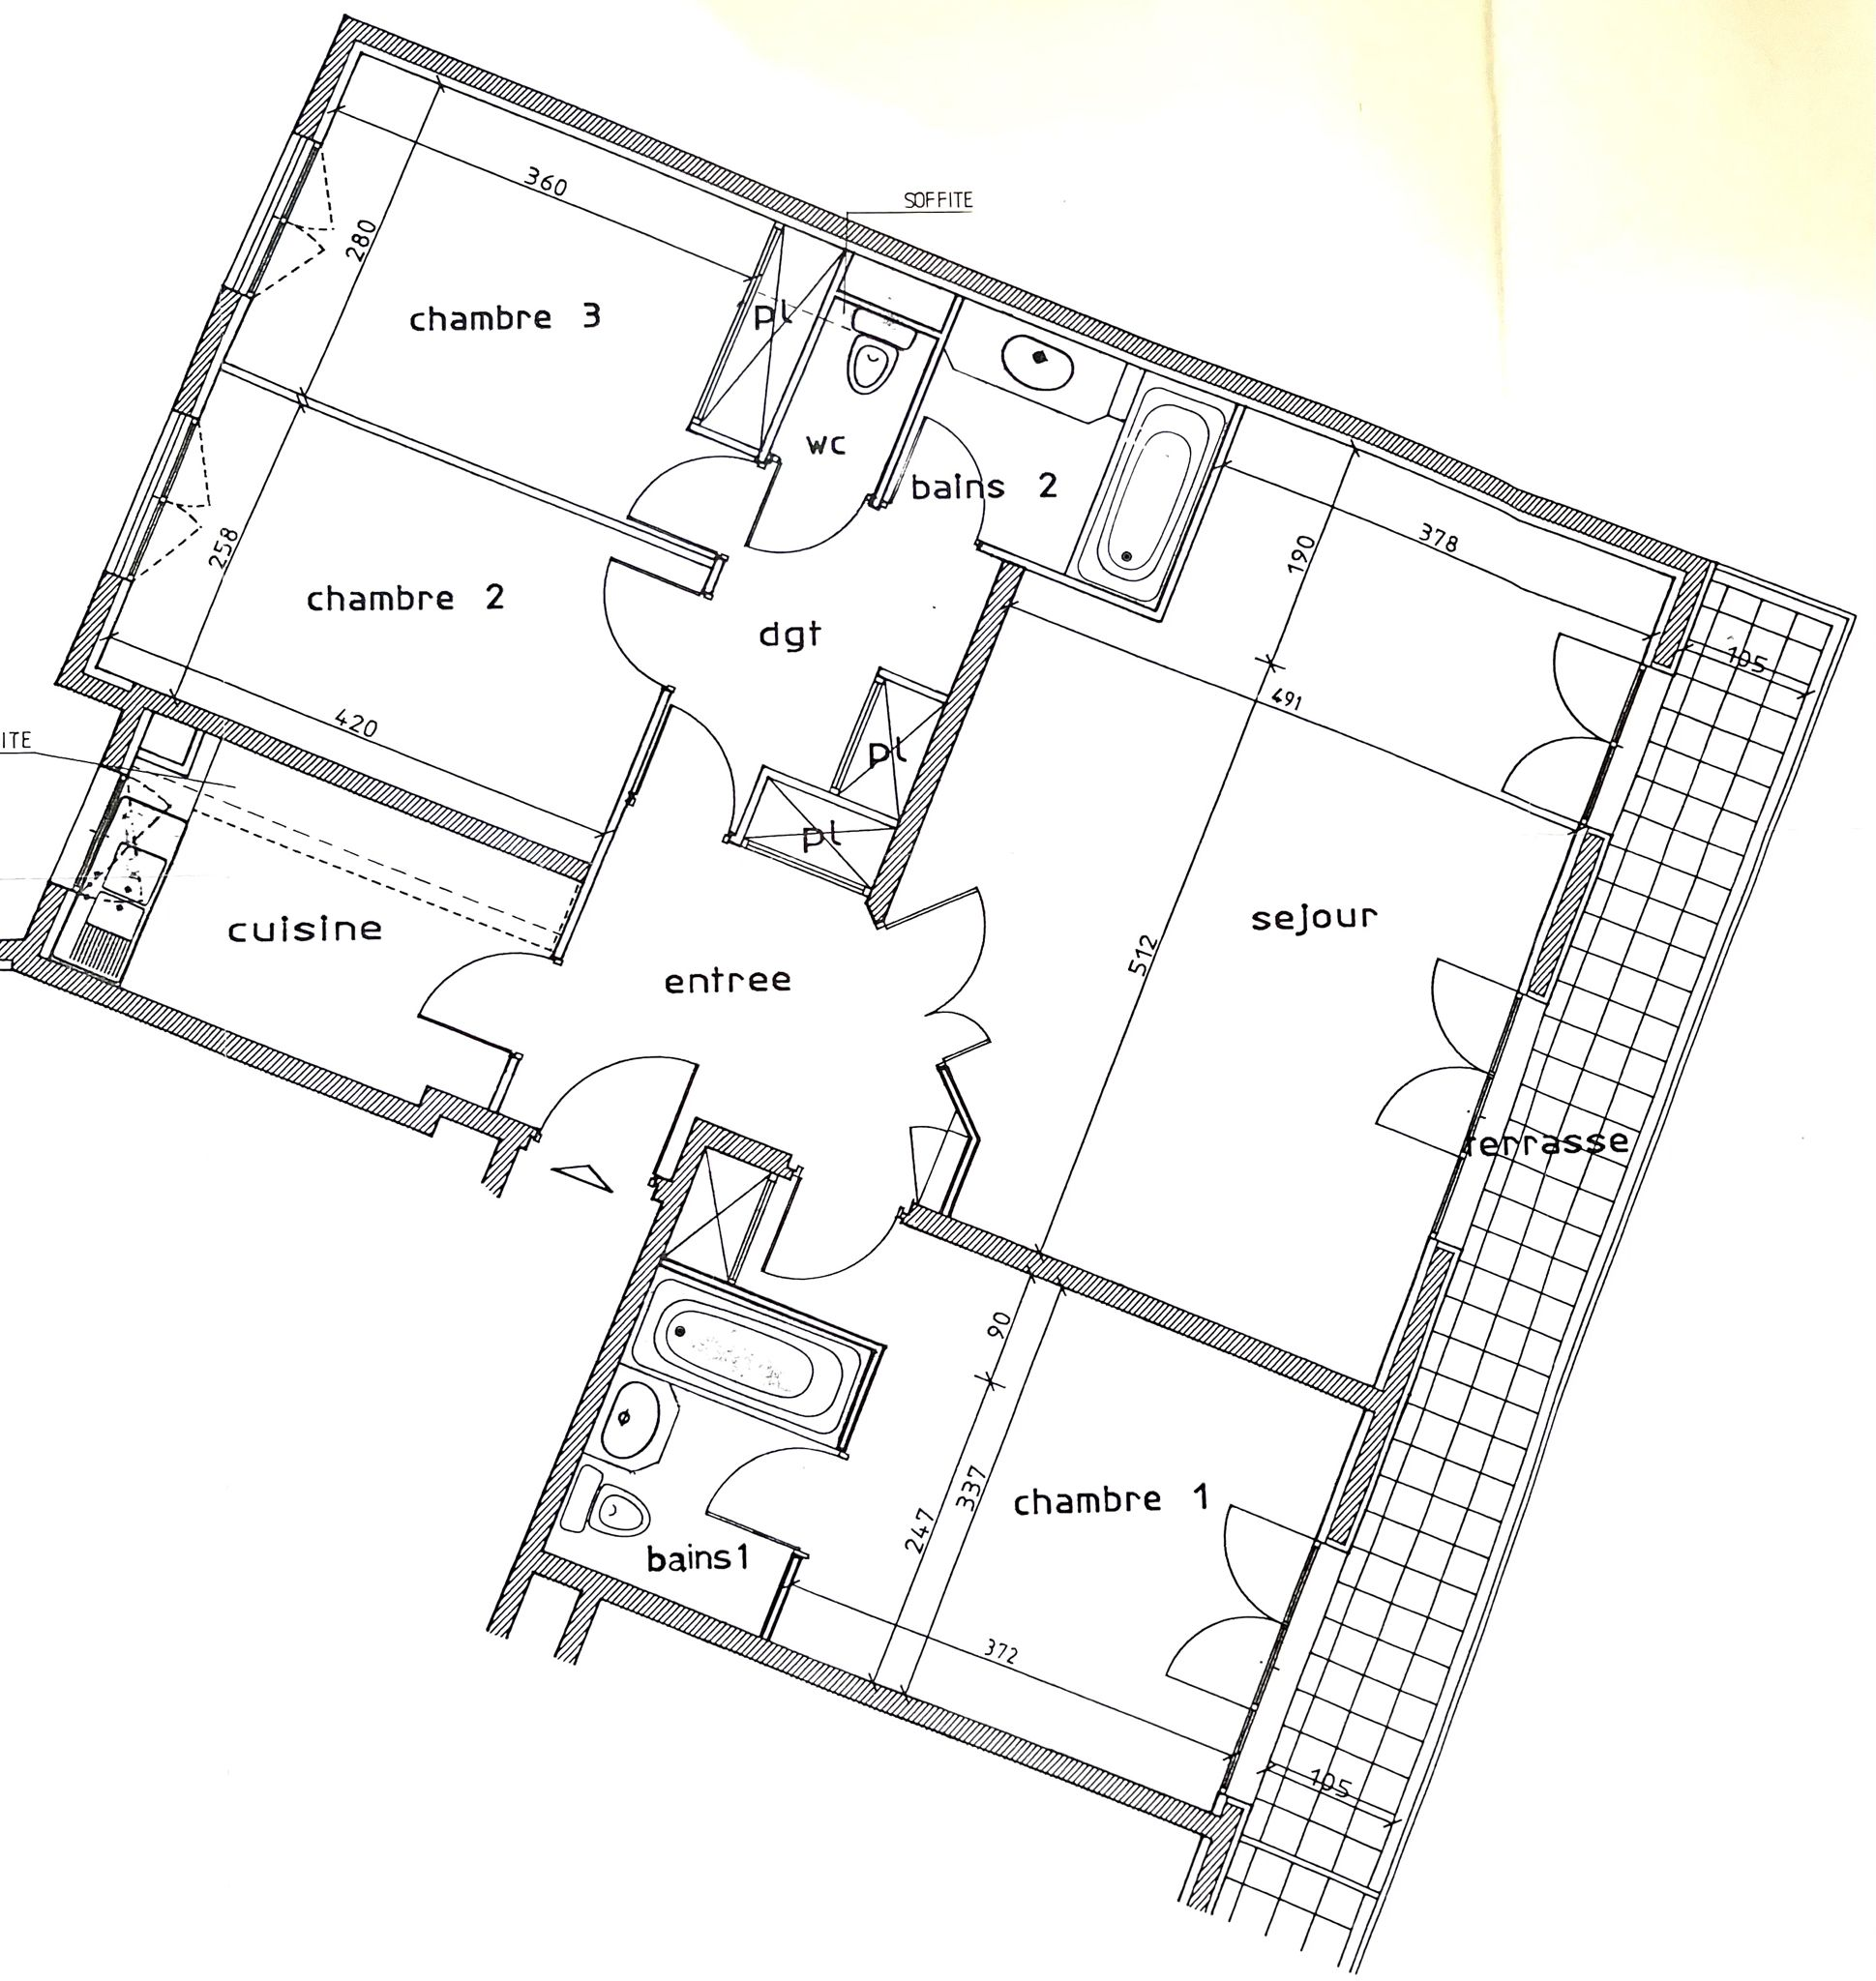 SOFFITE
360
280
chambre 3
pl
wc
bains 2
378
190
258
chambre 2
dgt
105
491
420
ITE
pl
pl
cuisine
entree
sejour
512
terrasse
90
337
247
chambre 1
bains1
372
105